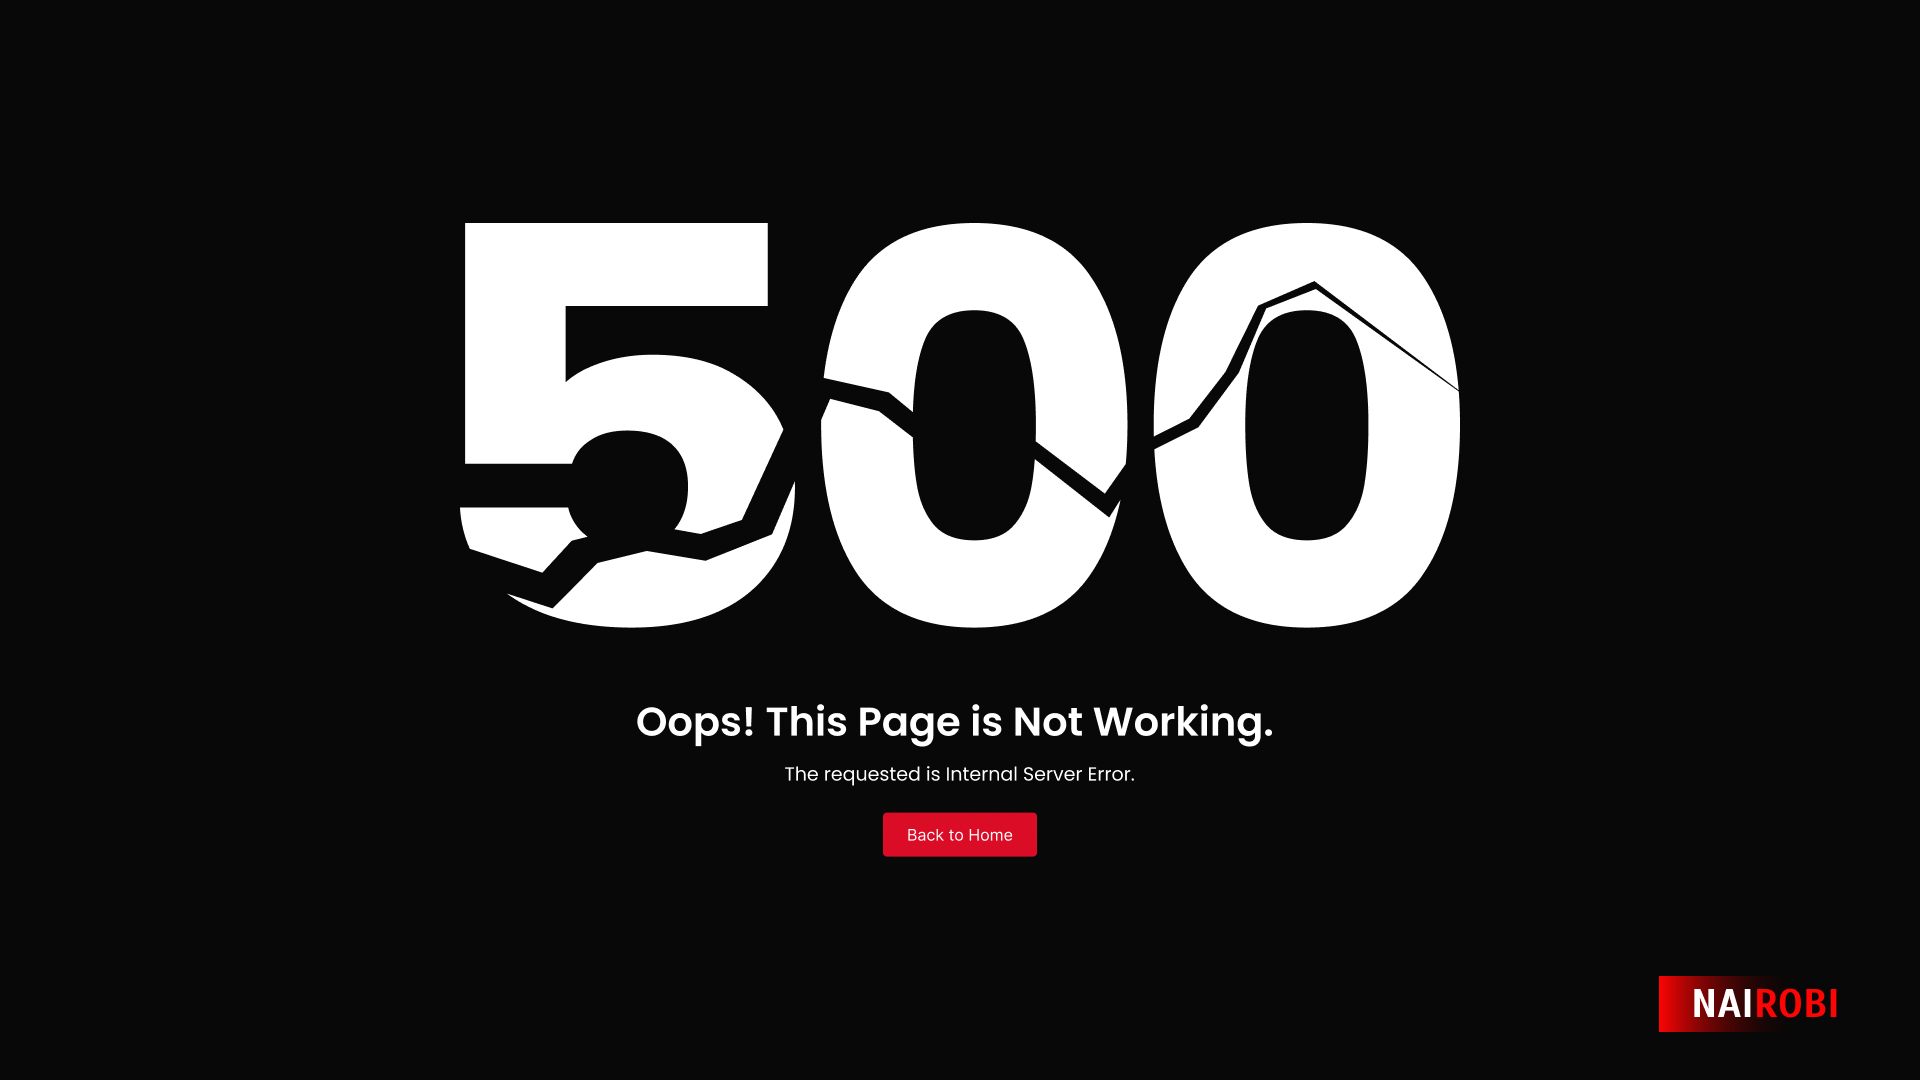 500
Oops! This Page is Not Working.
The requested is Internal Server Error.
Back to Home
NAIROBI